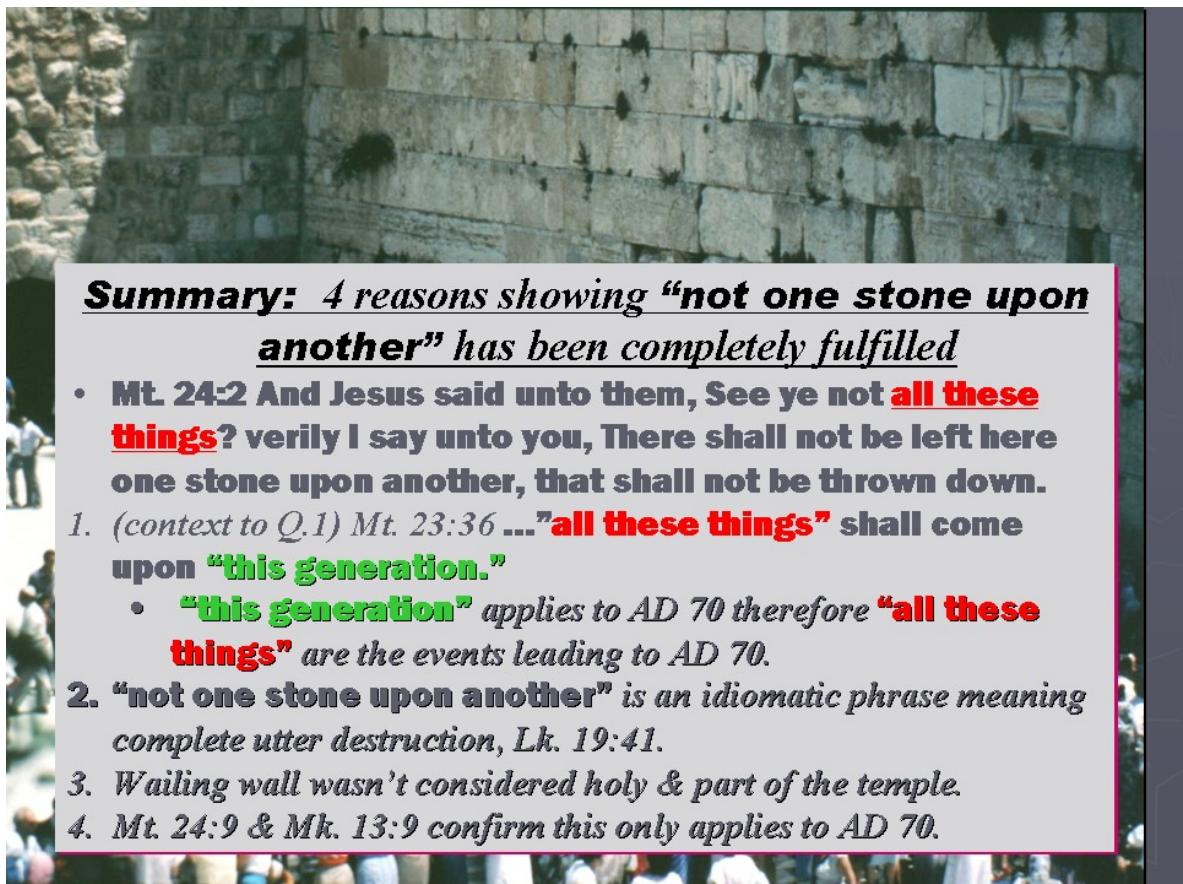 Summary: 4 reasons showing “not one stone upon
another” has been completely fulfilled
• Mt. 24:2 And Jesus said unto them, See ye not all these
things? verily I say unto you, There shall not be left here
one stone upon another, that shall not be thrown down.
1. (context to Q.1) Mt. 23:36 ...”all these things” shall come
upon “this generation.”
• “this generation” applies to AD 70 therefore “all these
things” are the events leading to AD 70.
2. “not one stone upon another” is an idiomatic phrase meaning
complete utter destruction, Lk. 19:41.
3. Wailing wall wasn’t considered holy & part of the temple.
4. Mt. 24:9 & Mk. 13:9 confirm this only applies to AD 70.